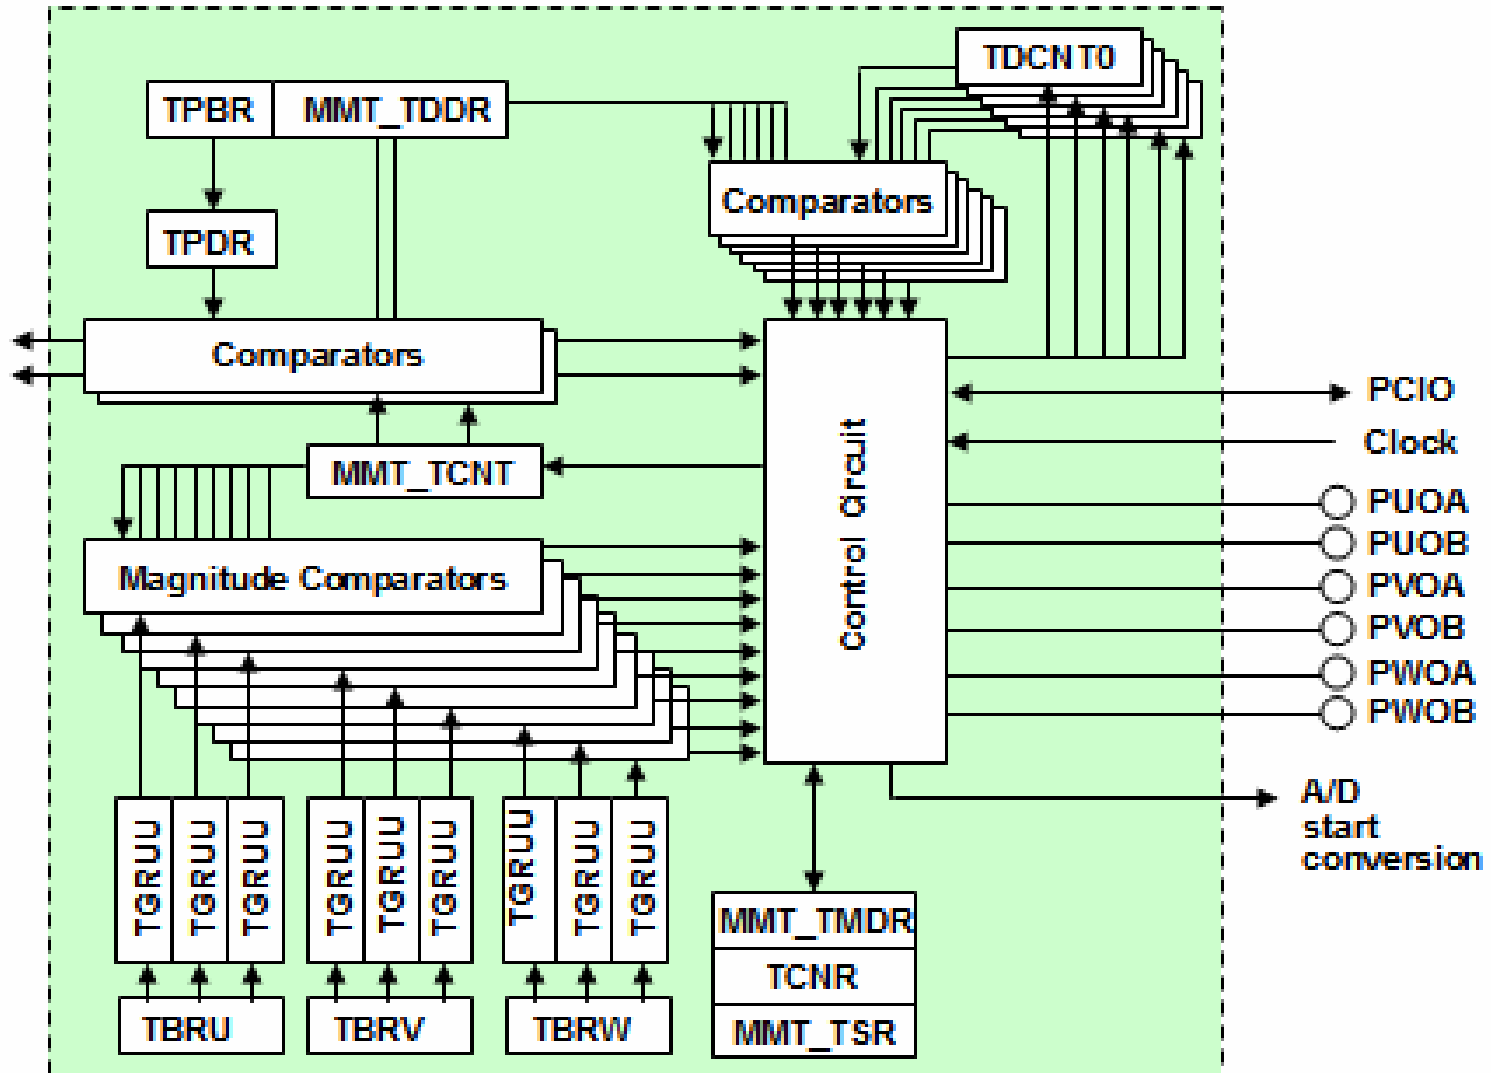 TDCNT0
TPBR
MMT_TDDR
Comparators
TPDR
Comparators
PCIO
Clock
MMT_TCNT
Control Circuit
PUOA
PUOB
Magnitude Comparators
PVOA
PVOB
PWOA
PWOB
A/D
start
conversion
TGRUU
TGRUU
TGRUU
TGRUU
TGRUU
TGRUU
TGRUU
TGRUU
TGRUU
MMT_TMDR
TCNR
MMT_TSR
TBRU
TBRV
TBRW